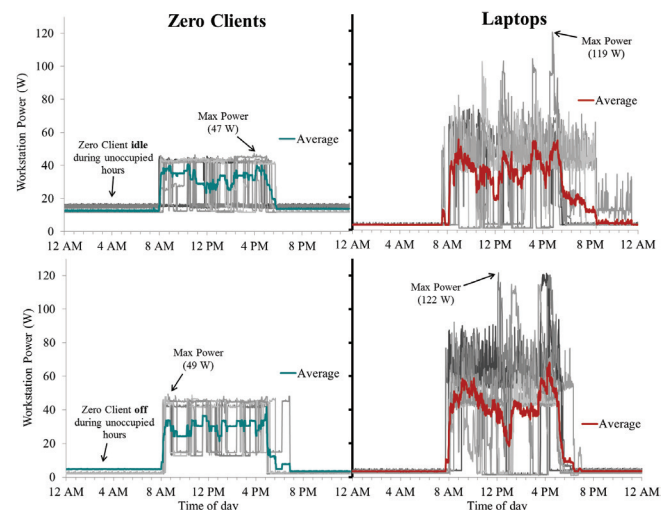 Zero Clients
Laptops
Workstation Power (W)
120
100
80
60
40
20
0
Max Power
(47 W)
Average
Zero Client idle
during unoccupied
hours
12 AM 4 AM 8 AM 12 PM 4 PM 8 PM 12 AM
Max Power
(119 W)
Average
4 AM 8 AM 12 PM 4 PM 8 PM 12 AM
Workstation Power (W)
120
100
80
60
40
20
0
Max Power
(49 W)
Average
Zero Client off
during unoccupied
hours
12 AM 4 AM 8 AM 12 PM 4 PM 8 PM 12 AM
Time of day
Max Power
(122 W)
Average
4 AM 8 AM 12 PM 4 PM 8 PM 12 AM
Time of day